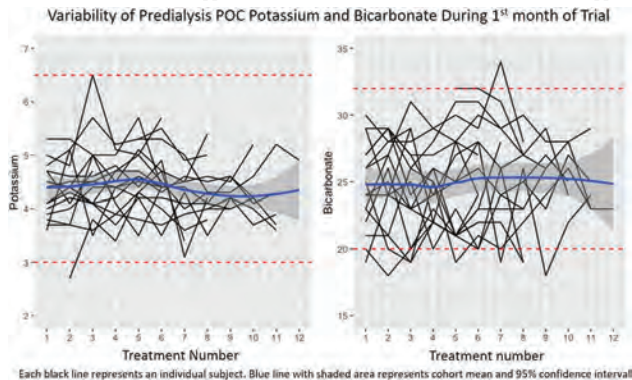 Variability of Predialysis POC Potassium and Bicarbonate During 1st month of Trial
7
6
5
4
3
2
Potassium
1 2 3 4 5 6 7 8 9 10 11 12
Treatment Number
35
30
25
20
15
Bicarbonate
1 2 3 4 5 6 7 8 9 10 11 12
Treatment number
Each black line represents an individual subject. Blue line with shaded area represents cohort mean and 95% confidence interval